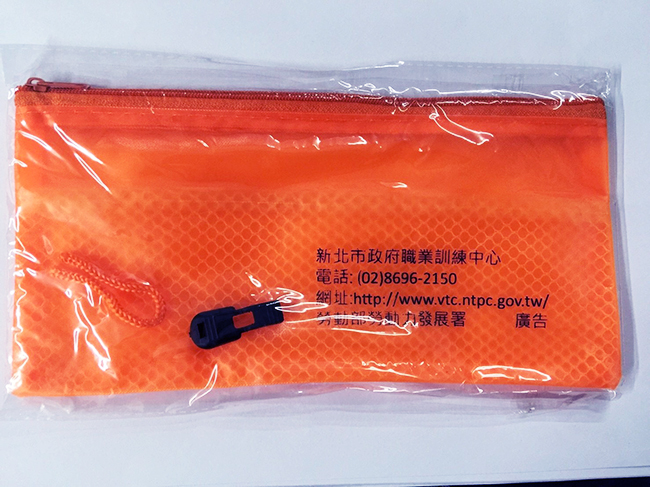 新北市政府職業訓練中心
電話: (02)8696-2150
網址:http://www.vtc.ntpc.gov.tw/
勞動部勞動力發展署 廣告